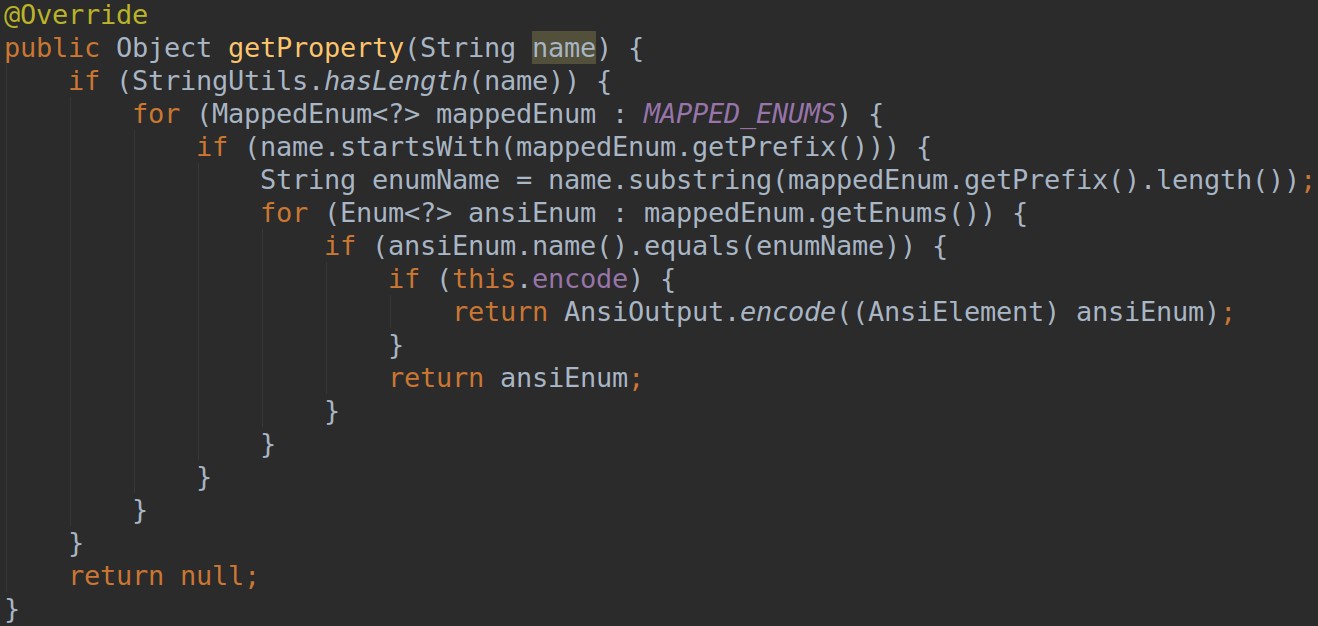 @Override
public Object getProperty(String name) {
    if (StringUtils.hasLength(name)) {
        for (MappedEnum<?> mappedEnum : MAPPED_ENUMS) {
            if (name.startsWith(mappedEnum.getPrefix())) {
                String enumName = name.substring(mappedEnum.getPrefix().length());
                for (Enum<?> ansiEnum : mappedEnum.getEnums()) {
                    if (ansiEnum.name().equals(enumName)) {
                        if (this.encode) {
                            return AnsiOutput.encode((AnsiElement) ansiEnum);
                        }
                        return ansiEnum;
                    }
                }
            }
        }
    }
    return null;
}